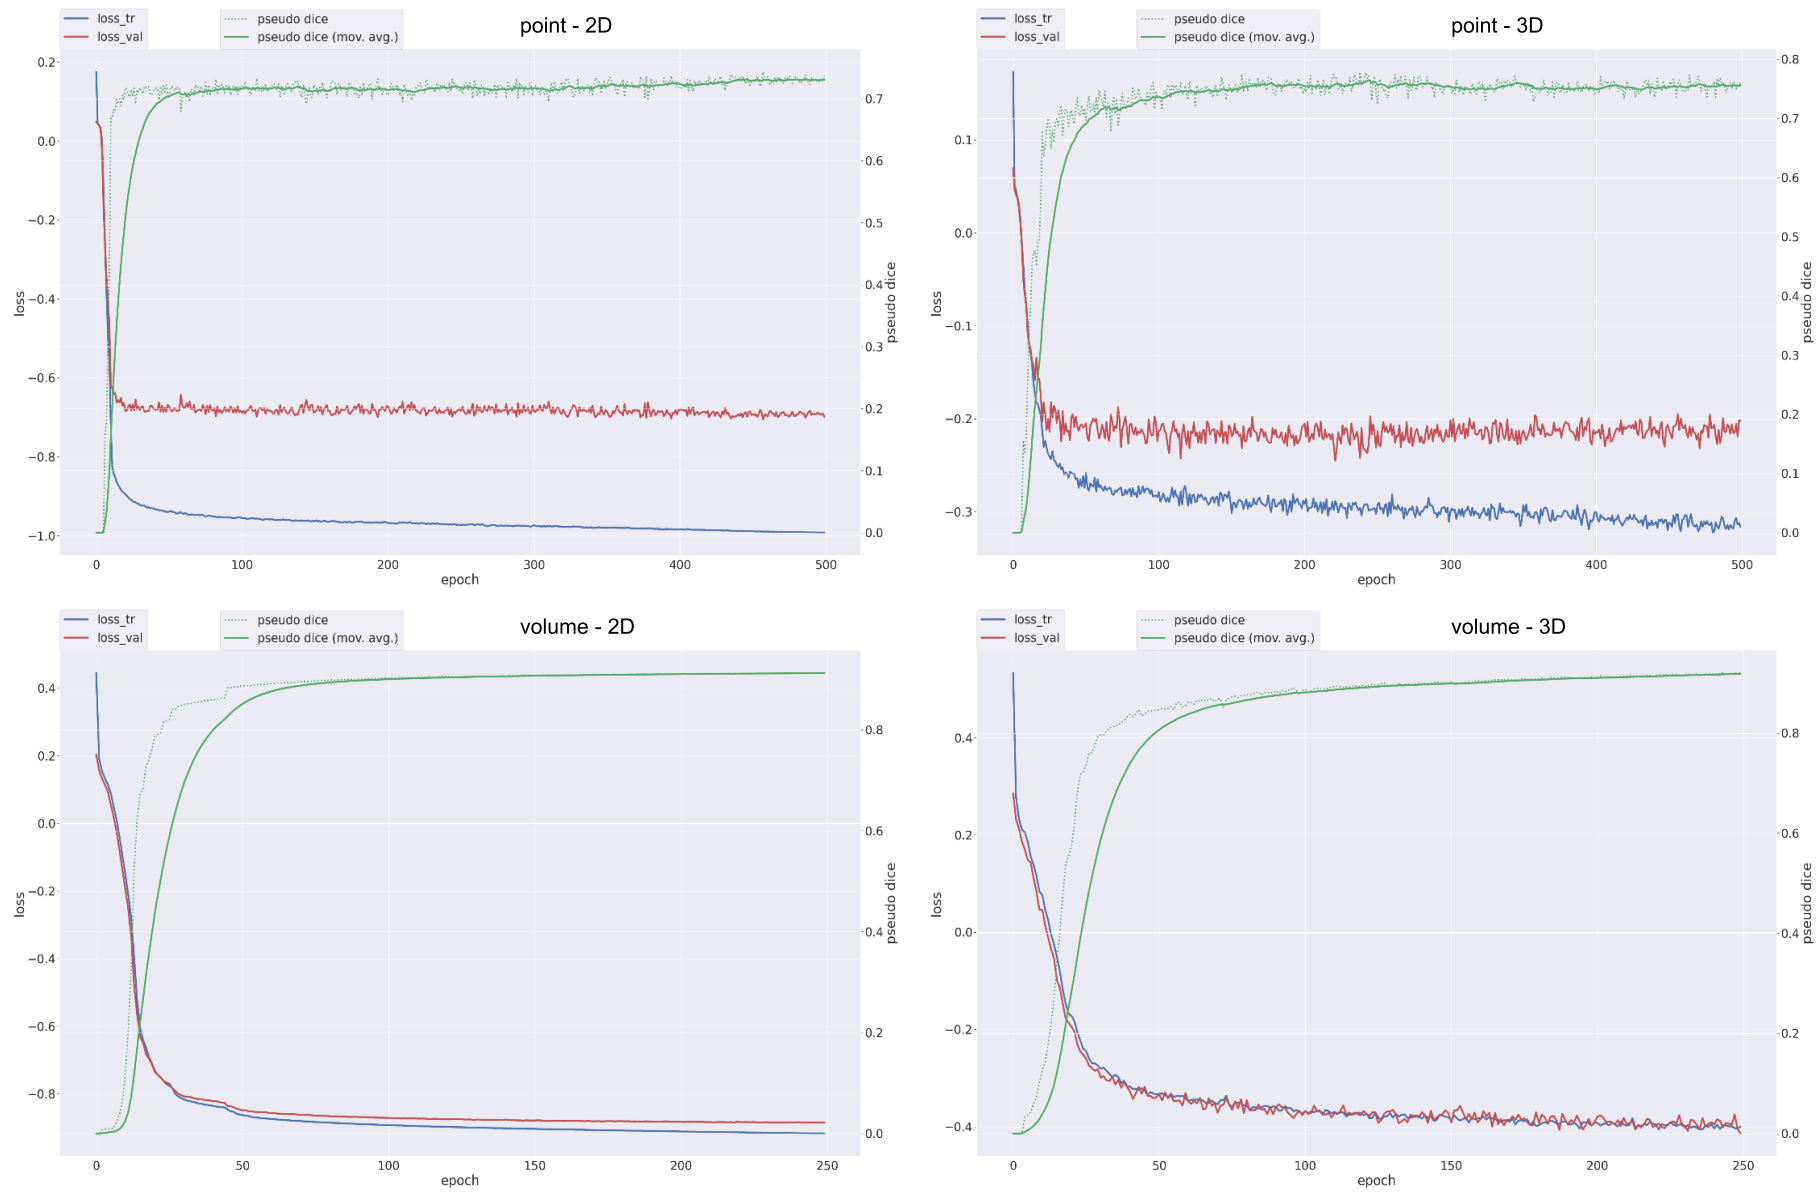 loss_tr
loss_val
pseudo dice
pseudo dice (mov. avg.)
point - 2D
0.2
0.0
−0.2
−0.4
−0.6
−0.8
−1.0
loss
0.7
0.6
0.5
0.4
0.3
0.2
0.1
0.0
pseudo dice
0 100 200 300 400 500
epoch
loss_tr
loss_val
pseudo dice
pseudo dice (mov. avg.)
point - 3D
0.1
0.0
−0.1
−0.2
−0.3
loss
0.8
0.7
0.6
0.5
0.4
0.3
0.2
0.1
0.0
pseudo dice
0 100 200 300 400 500
epoch
loss_tr
loss_val
pseudo dice
pseudo dice (mov. avg.)
volume - 2D
0.4
0.2
0.0
−0.2
−0.4
−0.6
−0.8
loss
0.8
0.6
0.4
0.2
0.0
pseudo dice
0 50 100 150 200 250
epoch
loss_tr
loss_val
pseudo dice
pseudo dice (mov. avg.)
volume - 3D
0.4
0.2
0.0
−0.2
−0.4
loss
0.8
0.6
0.4
0.2
0.0
pseudo dice
0 50 100 150 200 250
epoch